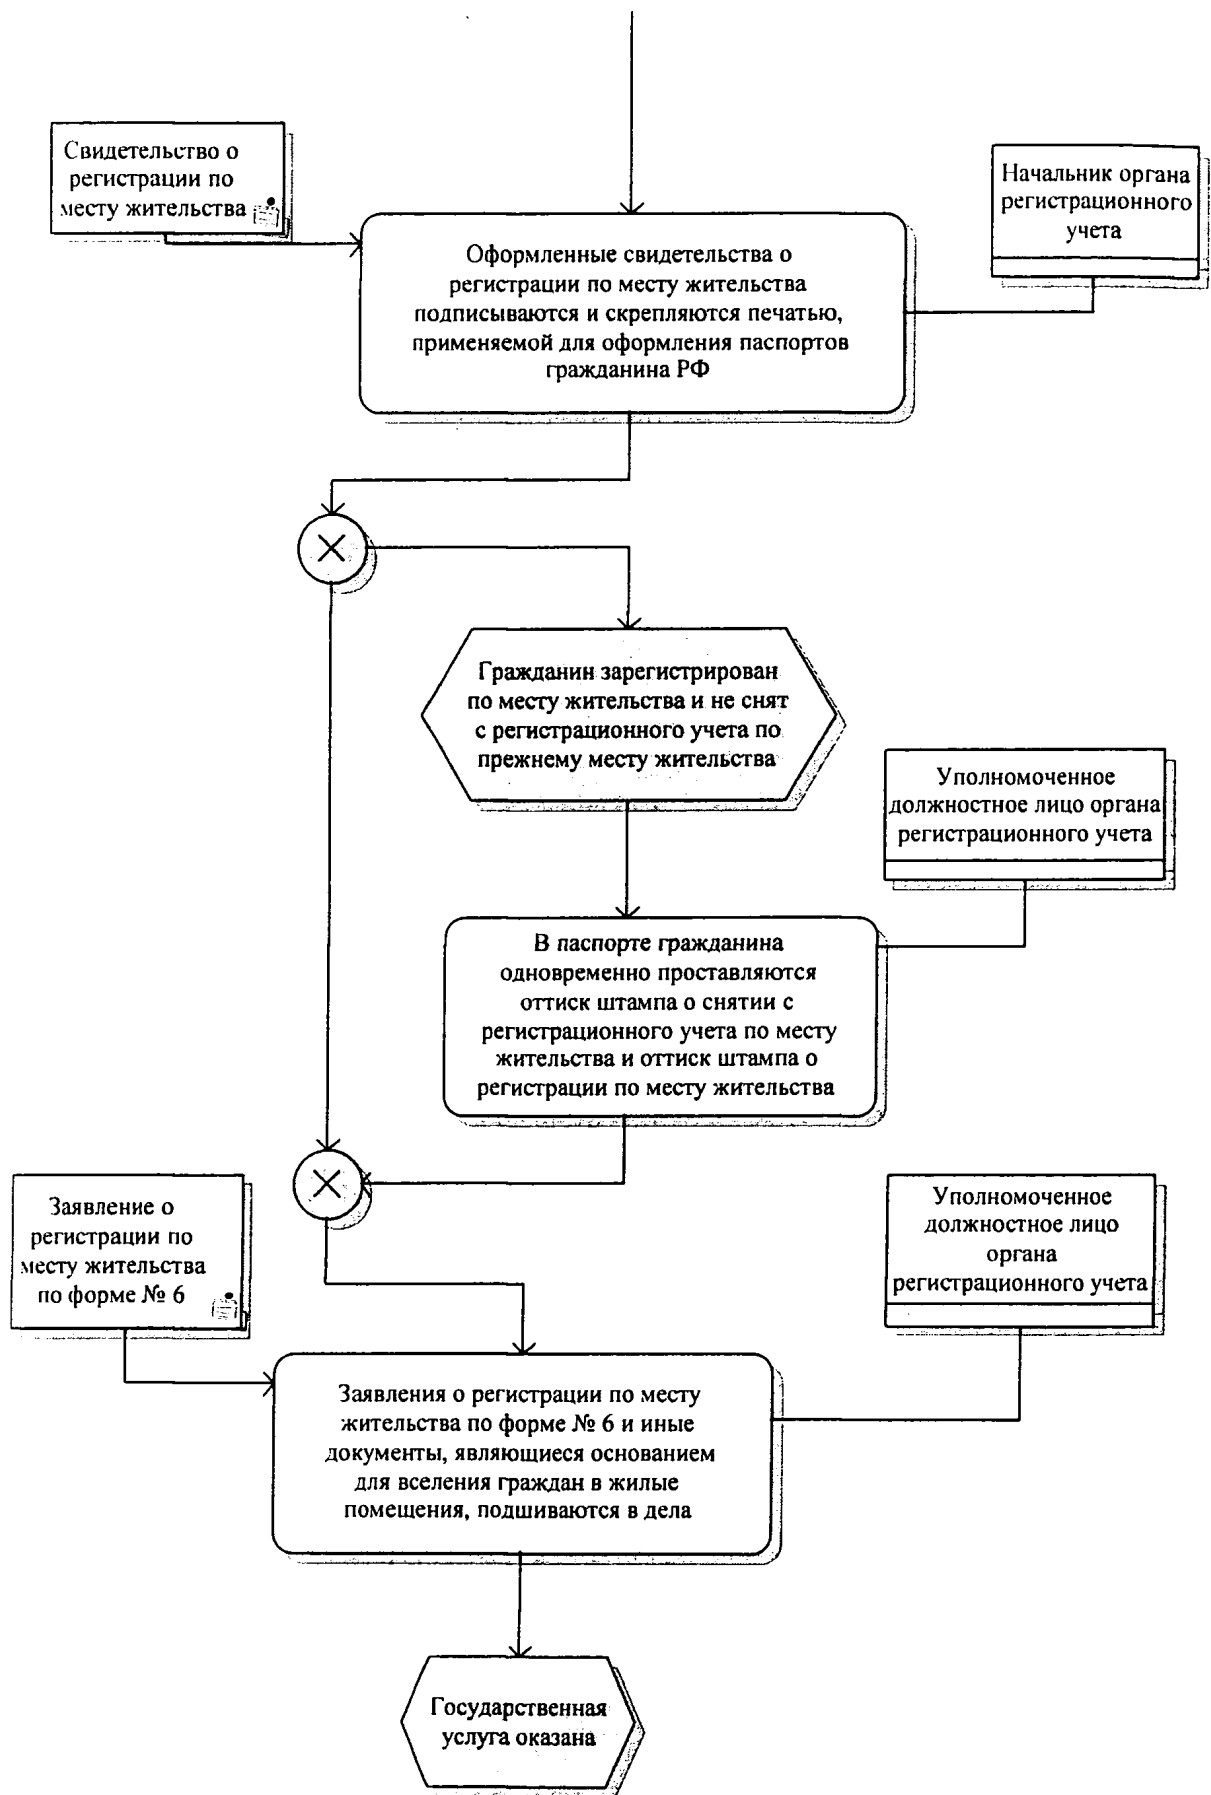 Свидетельство о
регистрации по
месту жительства
Начальник органа
регистрационного
учета
Оформленные свидетельства о
регистрации по месту жительства
подписываются и скрепляются печатью,
применяемой для оформления паспортов
гражданина РФ
Гражданин зарегистрирован
по месту жительства и не снят
с регистрационного учета по
прежнему месту жительства
Уполномоченное
должностное лицо органа
регистрационного учета
В паспорте гражданина
одновременно проставляются
оттиск штампа о снятии с
регистрационного учета по месту
жительства и оттиск штампа о
регистрации по месту жительства
Заявление о
регистрации по
месту жительства
по форме № 6
Уполномоченное
должностное лицо
органа
регистрационного учета
Заявления о регистрации по месту
жительства по форме № 6 и иные
документы, являющиеся основанием
для вселения граждан в жилые
помещения, подшиваются в дела
Государственная
услуга оказана